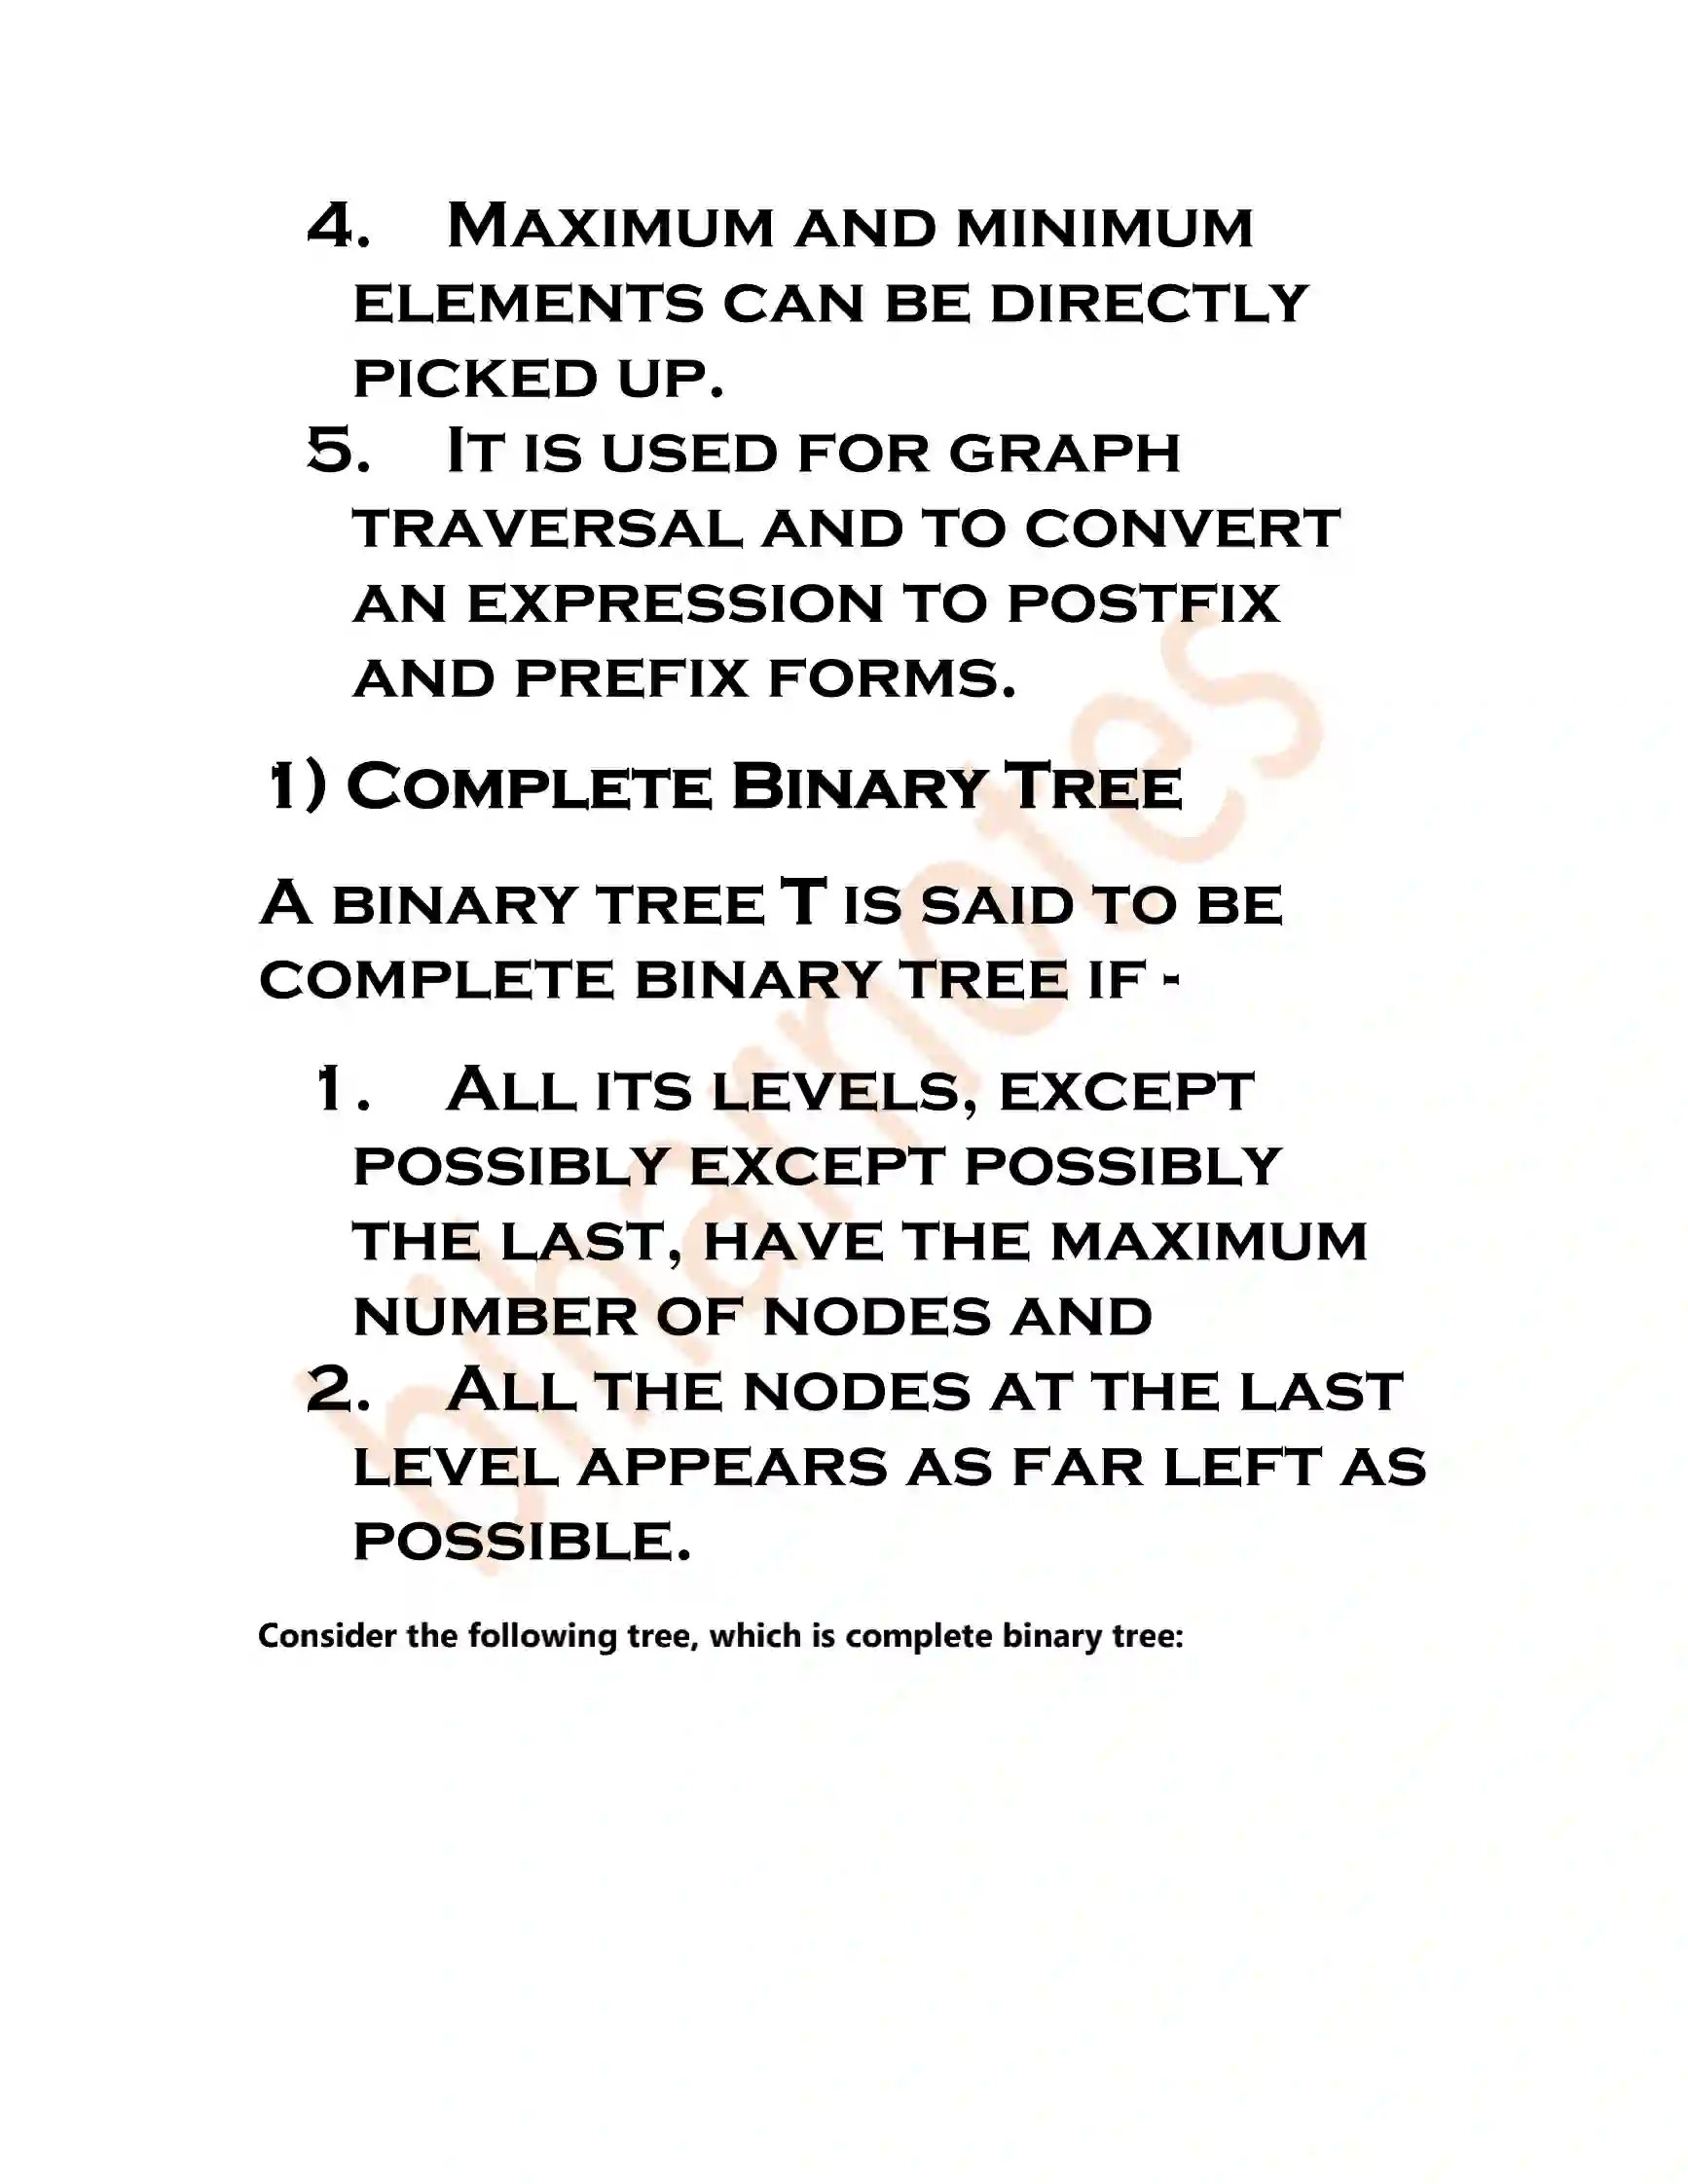 4. Maximum and minimum
elements can be directly
picked up.
5. It is used for graph
traversal and to convert
an expression to postfix
and prefix forms.
1) Complete Binary Tree
A binary tree T is said to be
complete binary tree if -
1. All its levels, except
possibly except possibly
the last, have the maximum
number of nodes and
2. All the nodes at the last
level appears as far left as
possible.
Consider the following tree, which is complete binary tree:
biharnotes